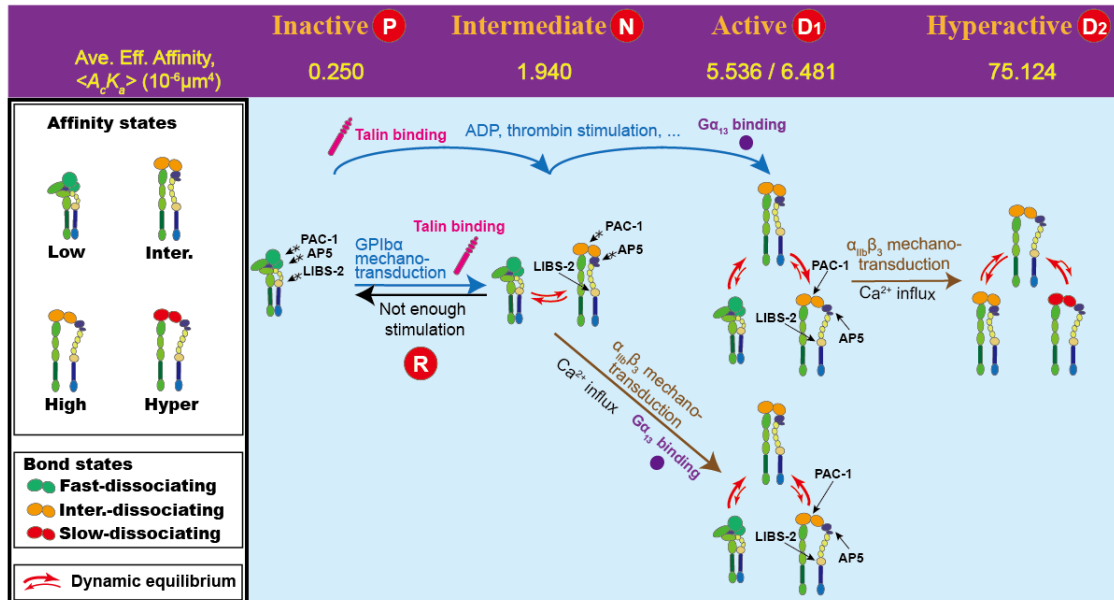 Inactive P
Intermediate N
Active D1
Hyperactive D2
Ave. Eff. Affinity,
<AcKa> (10⁻⁶μm⁴)
0.250
1.940
5.536 / 6.481
75.124
Affinity states
Low
Inter.
High
Hyper
Bond states
Fast-dissociating
Inter.-dissociating
Slow-dissociating
Dynamic equilibrium
Talin binding
ADP, thrombin stimulation, ...
Gα₁₃ binding
PAC-1
AP5
LIBS-2
GPIbα
mechano-
transduction
Talin binding
Not enough
stimulation
R
LIBS-2
PAC-1
AP5
αIIbβ₃ mechano-
transduction
Ca²⁺ influx
Gα₁₃ binding
PAC-1
LIBS-2
AP5
αIIbβ₃ mechano-
transduction
Ca²⁺ influx
PAC-1
LIBS-2
AP5